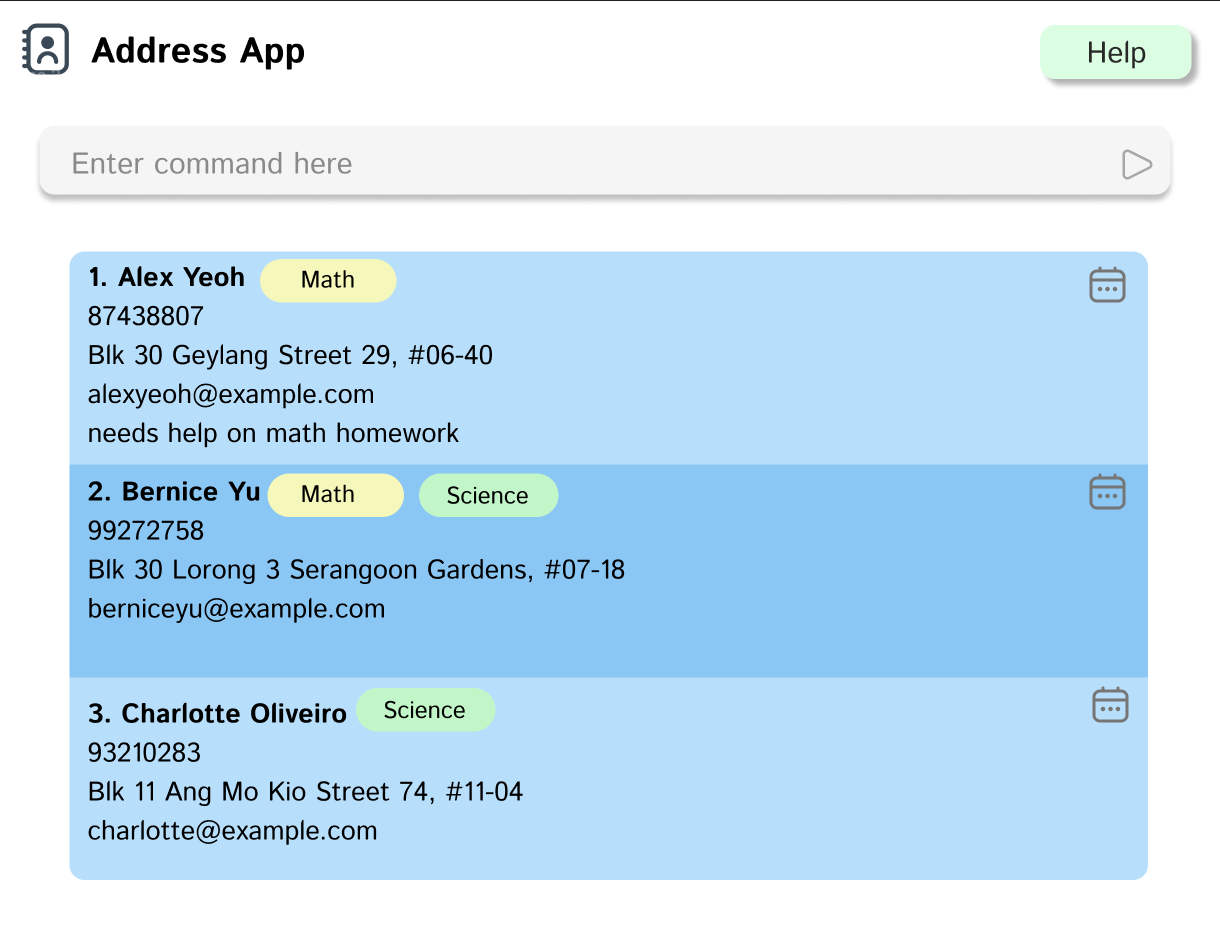 Address App
Help
Enter command here
1. Alex Yeoh Math
87438807
Blk 30 Geylang Street 29, #06-40
alexyeoh@example.com
needs help on math homework
2. Bernice Yu Math Science
99272758
Blk 30 Lorong 3 Serangoon Gardens, #07-18
berniceyu@example.com
3. Charlotte Oliveiro Science
93210283
Blk 11 Ang Mo Kio Street 74, #11-04
charlotte@example.com